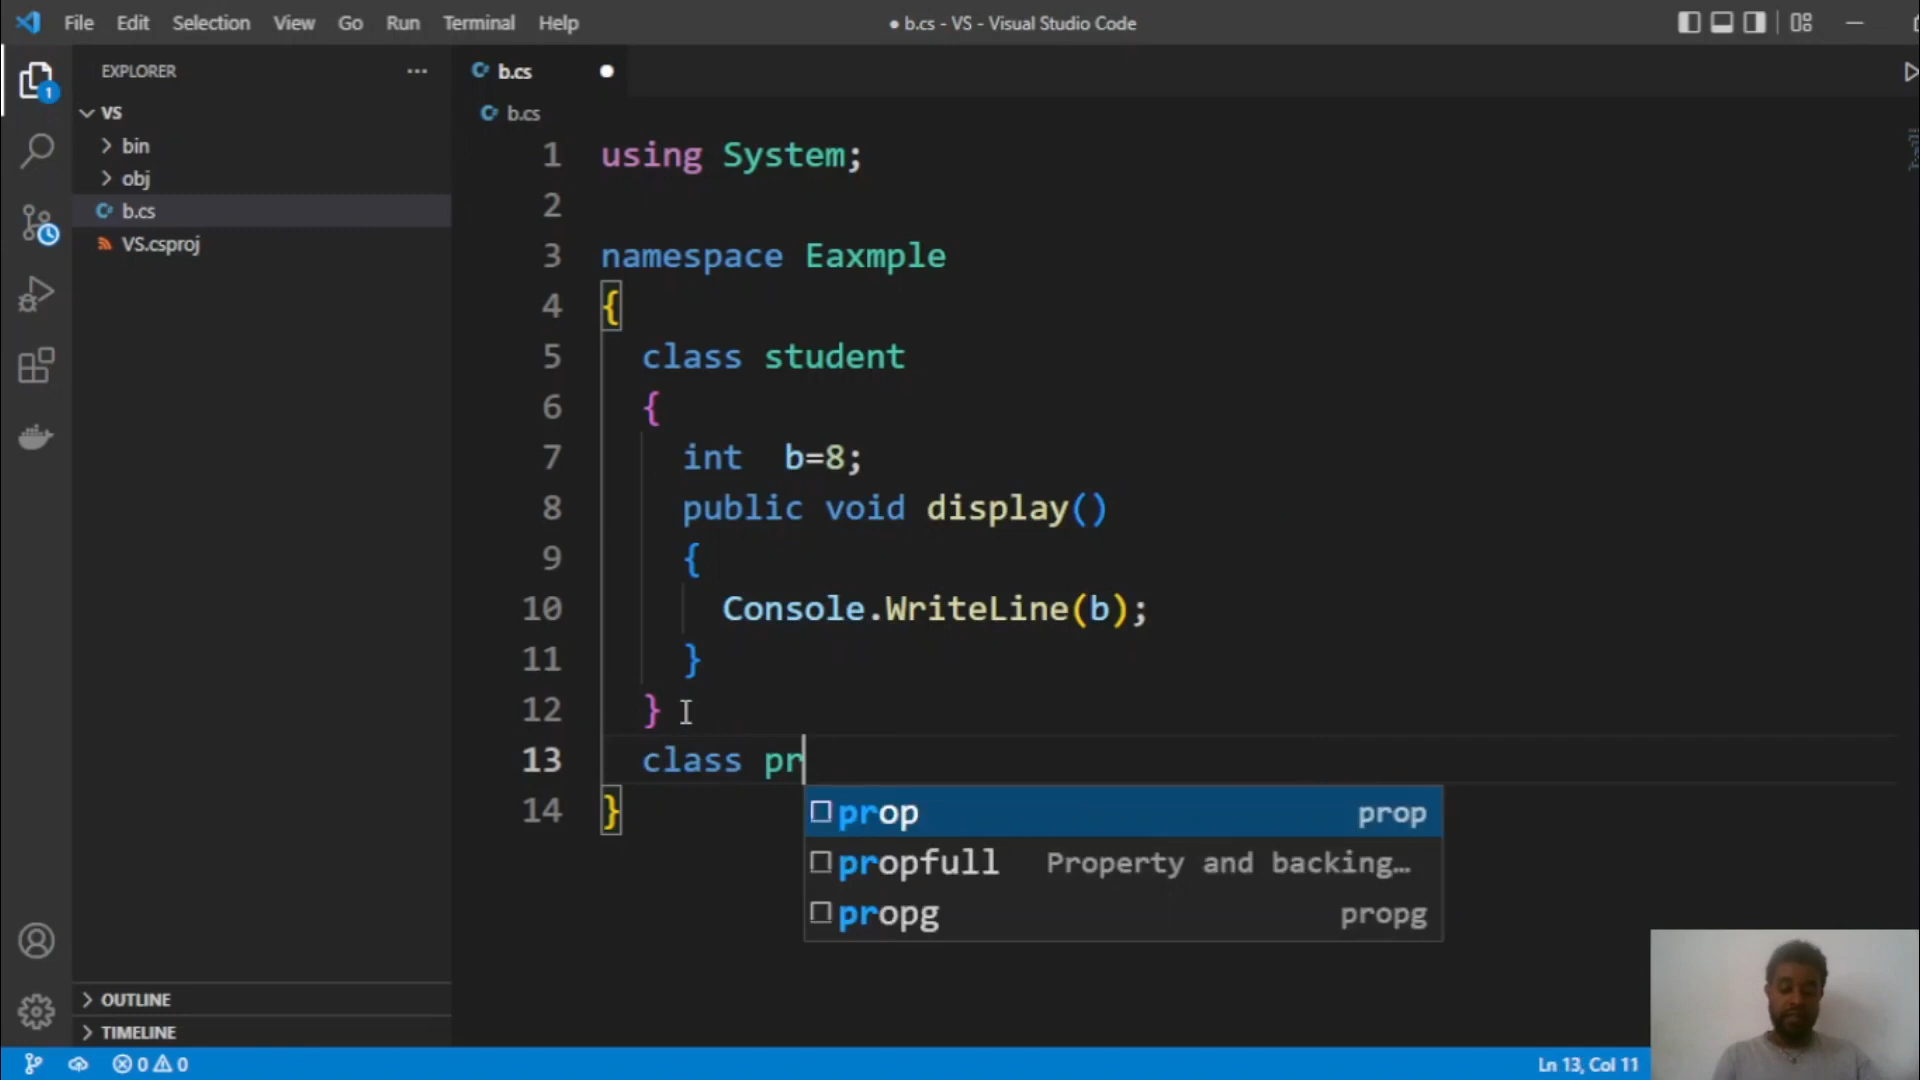 File Edit Selection View Go Run Terminal Help
● b.cs - VS - Visual Studio Code
EXPLORER
VS
bin
obj
b.cs
VS.csproj
OUTLINE
TIMELINE
1
b.cs
b.cs
1 using System;
2
3 namespace Eaxmple
4 {
5 class student
6 {
7 int  b=8;
8 public void display()
9 {
10 Console.WriteLine(b);
11 }
12 }
13 class pr
14 }
prop prop
propfull Property and backing…
propg propg
0 0
Ln 13, Col 11